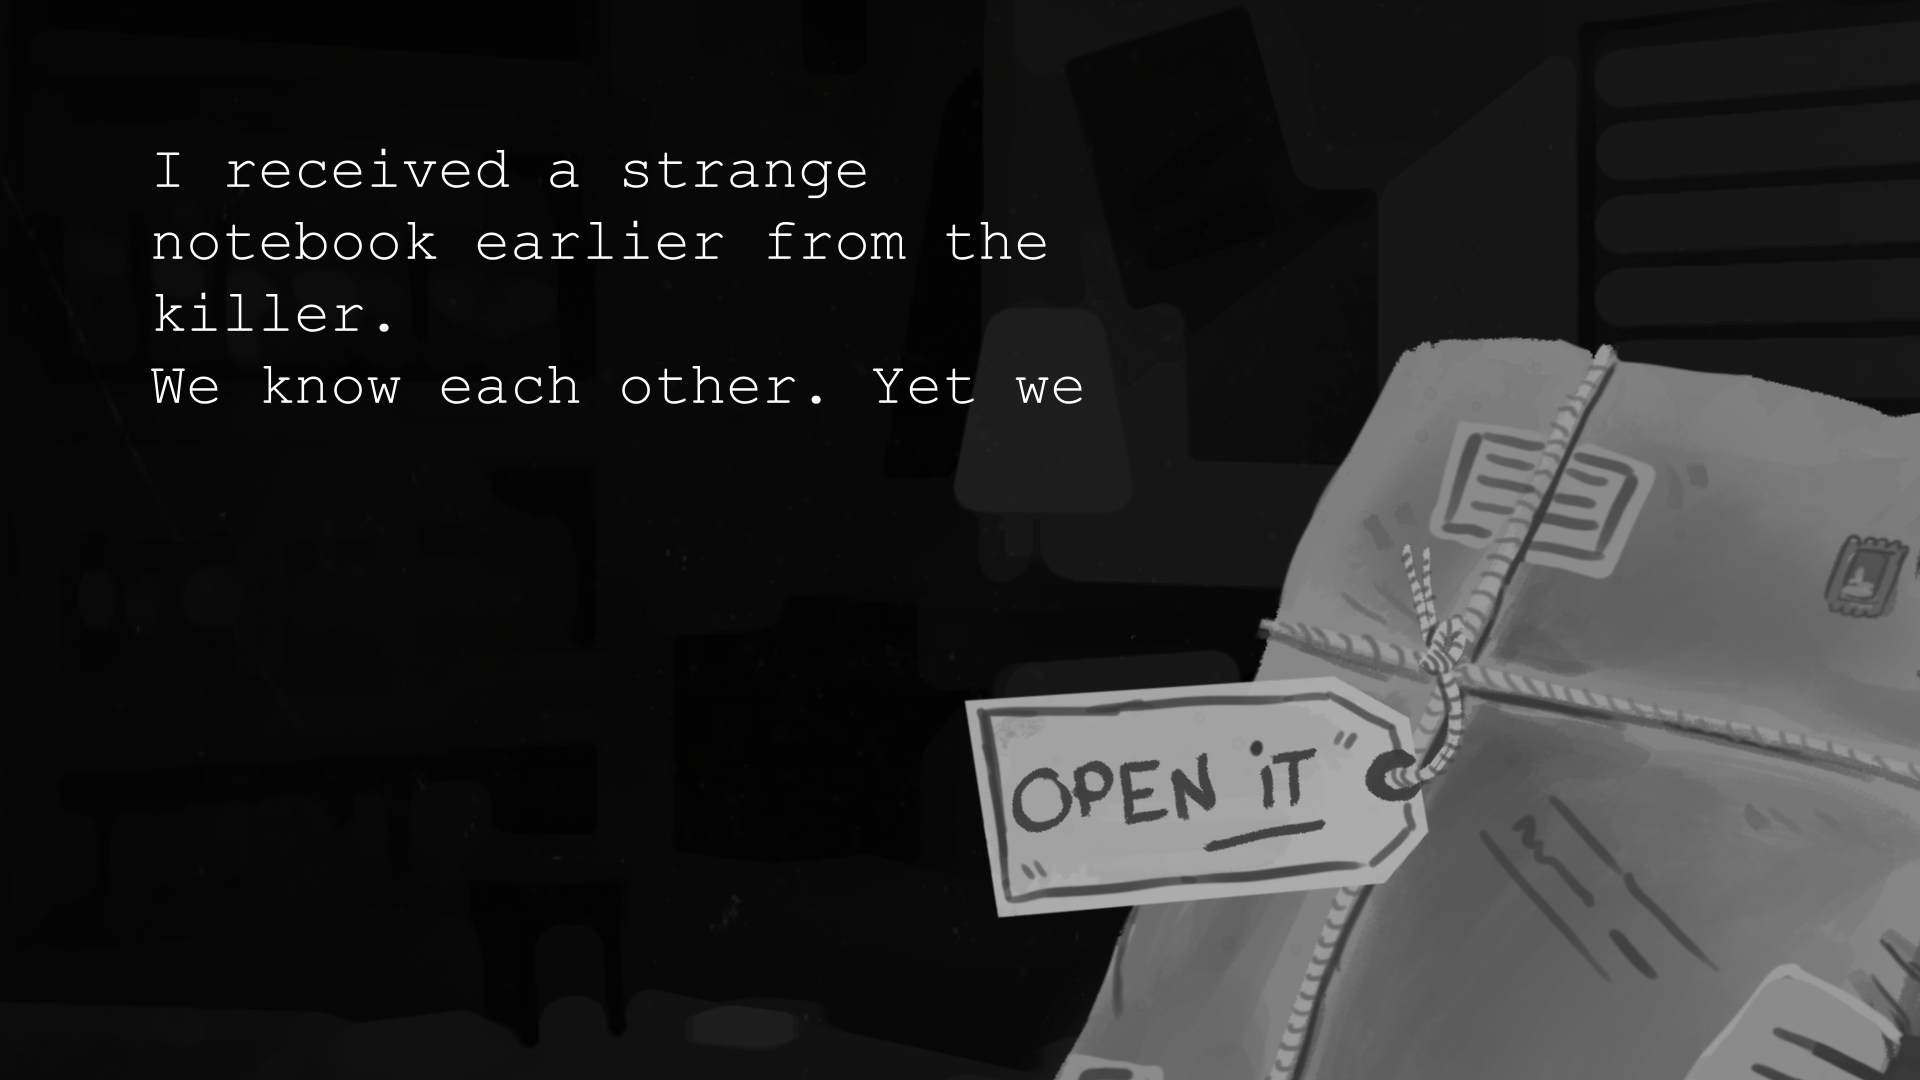 I received a strange
notebook earlier from the
killer.
We know each other. Yet we
OPEN iT